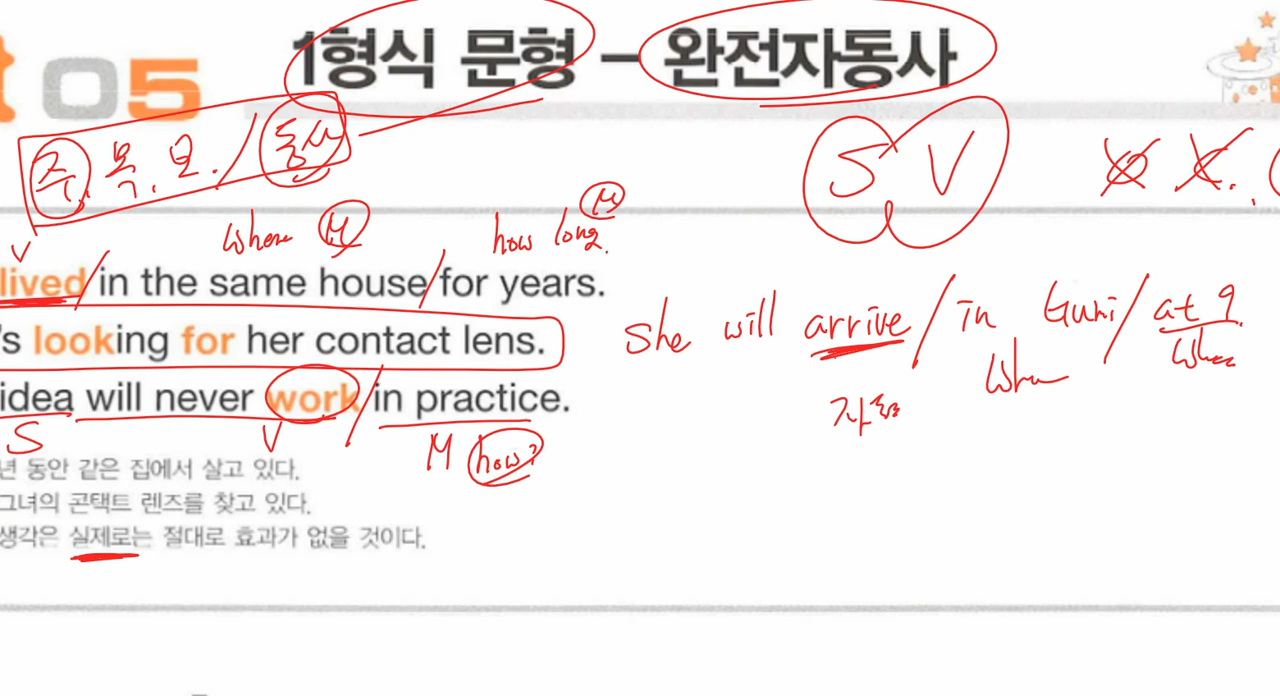 05 1형식 문형 – 완전자동사
주. 목. 보. / 동사
S V
V where M how long. M
lived / in the same house / for years.
She will arrive / in Gumi / at 9.
자동
's looking for her contact lens.
idea will never work / in practice.
S V M how?
년 동안 같은 집에서 살고 있다.
그녀의 콘택트 렌즈를 찾고 있다.
생각은 실제로는 절대로 효과가 없을 것이다.